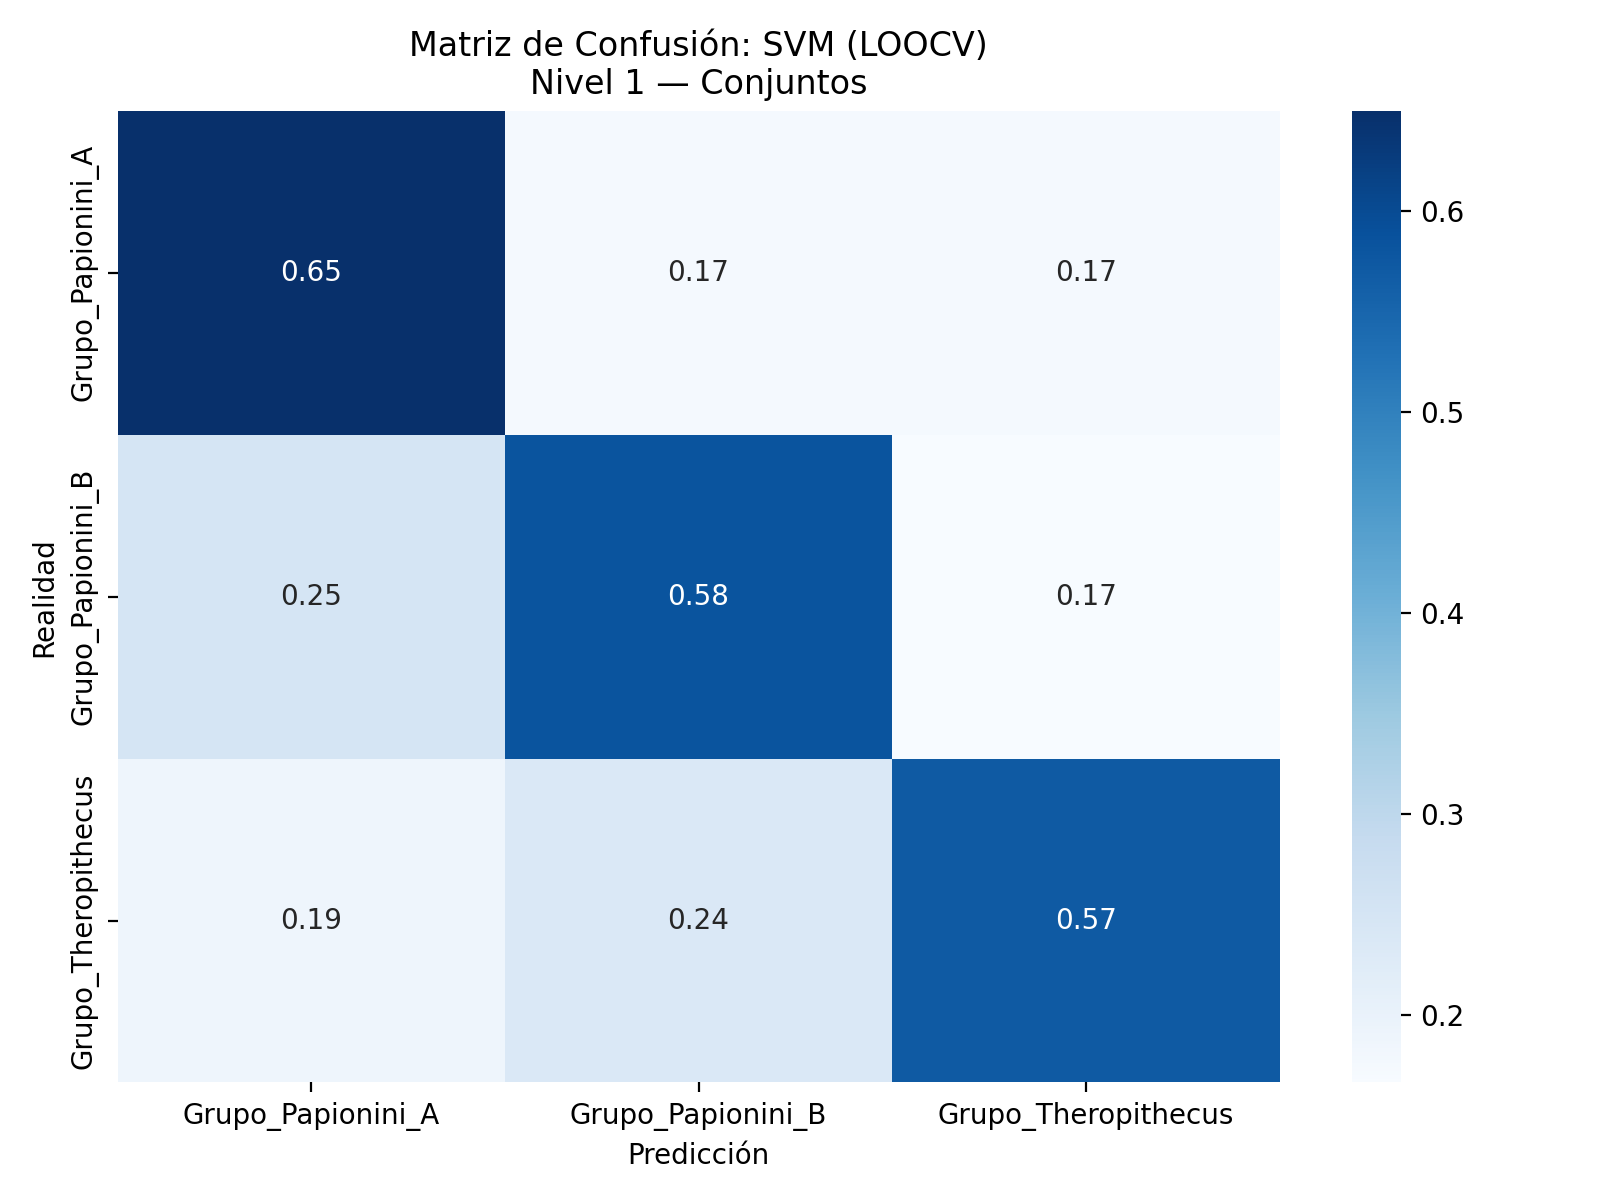 Matriz de Confusión: SVM (LOOCV)
Nivel 1 — Conjuntos
Realidad
Grupo_Papionini_A
0.65
0.17
0.17
Grupo_Papionini_B
0.25
0.58
0.17
Grupo_Theropithecus
0.19
0.24
0.57
Grupo_Papionini_A
Grupo_Papionini_B
Grupo_Theropithecus
Predicción
0.6
0.5
0.4
0.3
0.2